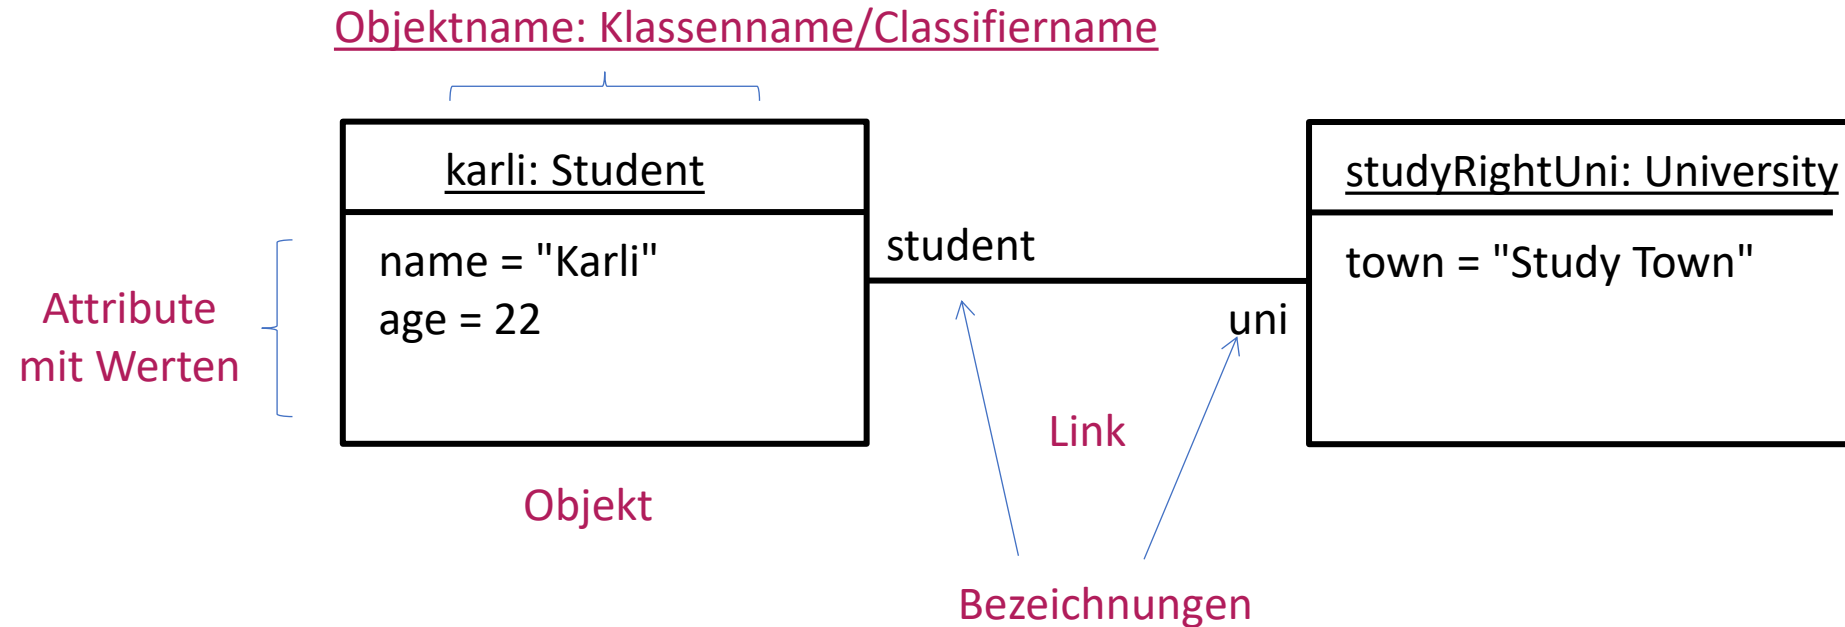 Objektname: Klassenname/Classifiername
karli: Student
studyRightUni: University
name = "Karli"
age = 22
student
uni
town = "Study Town"
Attribute
mit Werten
Link
Objekt
Bezeichnungen